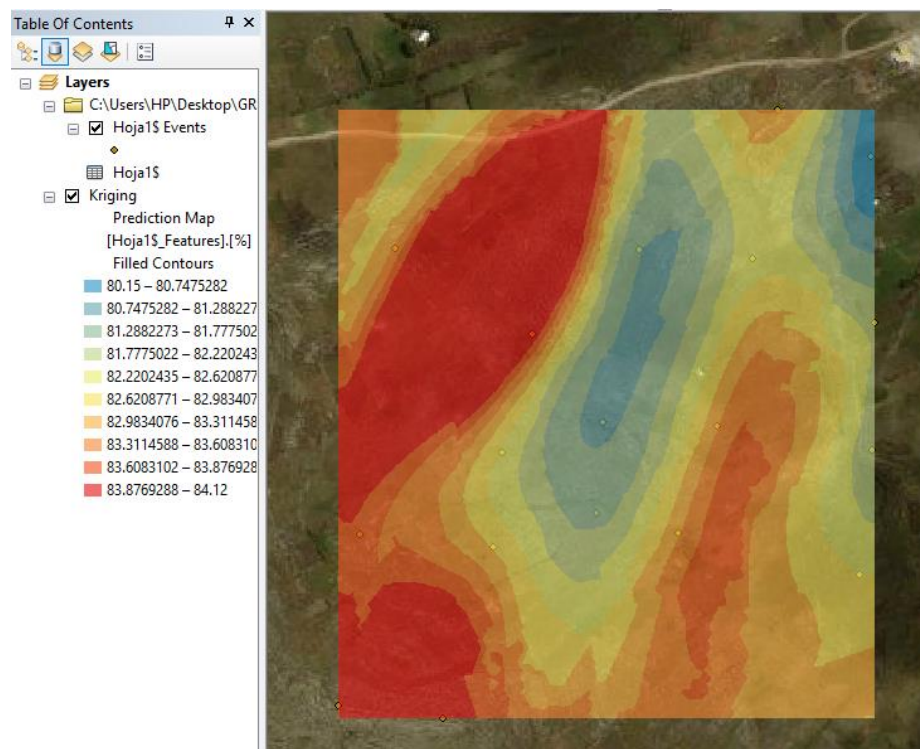 Table Of Contents
Layers
C:\Users\HP\Desktop\GR
Hoja1$ Events
Hoja1$
Kriging
Prediction Map
[Hoja1$_Features].[%]
Filled Contours
80.15 – 80.7475282
80.7475282 – 81.288227
81.2882273 – 81.777502
81.7775022 – 82.220243
82.2202435 – 82.620877
82.6208771 – 82.983407
82.9834076 – 83.311458
83.3114588 – 83.608310
83.6083102 – 83.876928
83.8769288 – 84.12